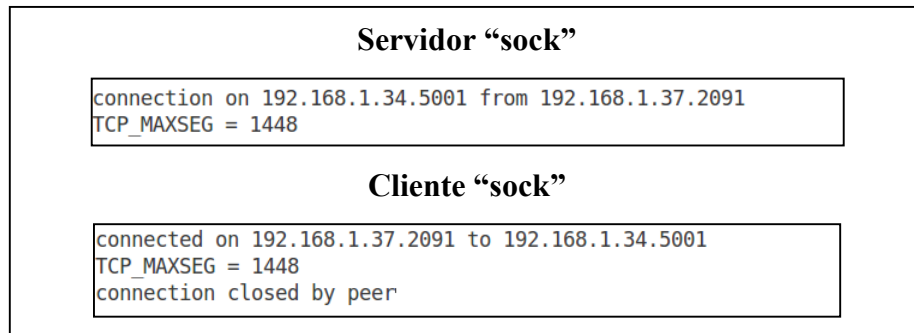 Servidor “sock”
connection on 192.168.1.34.5001 from 192.168.1.37.2091
TCP_MAXSEG = 1448
Cliente “sock”
connected on 192.168.1.37.2091 to 192.168.1.34.5001
TCP_MAXSEG = 1448
connection closed by peer